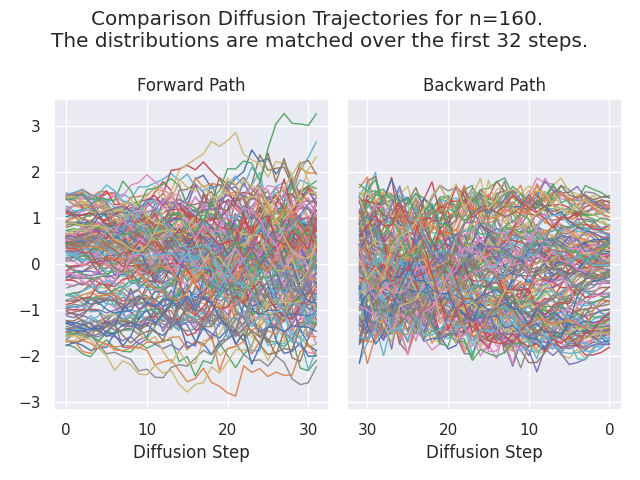 Comparison Diffusion Trajectories for n=160.
The distributions are matched over the first 32 steps.
Forward Path
Backward Path
3
2
1
0
−1
−2
−3
0 10 20 30
30 20 10 0
Diffusion Step
Diffusion Step